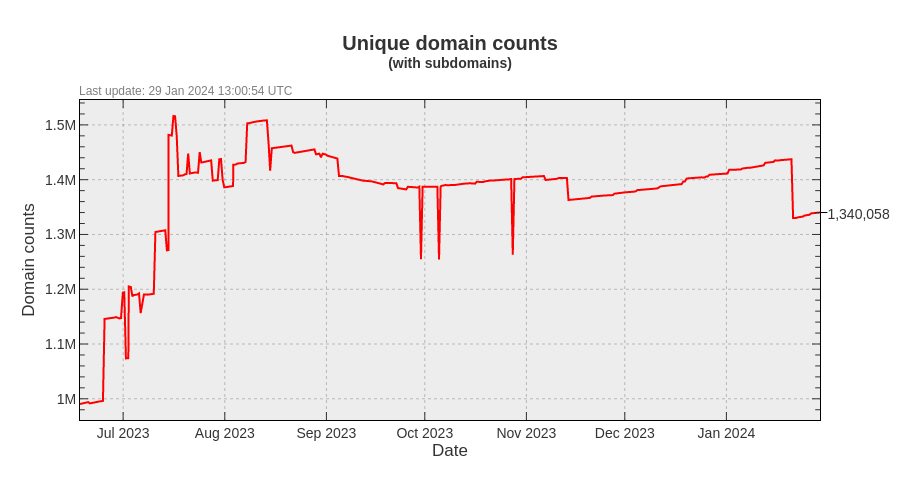 Unique domain counts
(with subdomains)
Last update: 29 Jan 2024 13:00:54 UTC
1.5M
1.4M
1.3M
1.2M
1.1M
1M
Domain counts
1,340,058
Jul 2023 Aug 2023 Sep 2023 Oct 2023 Nov 2023 Dec 2023 Jan 2024
Date